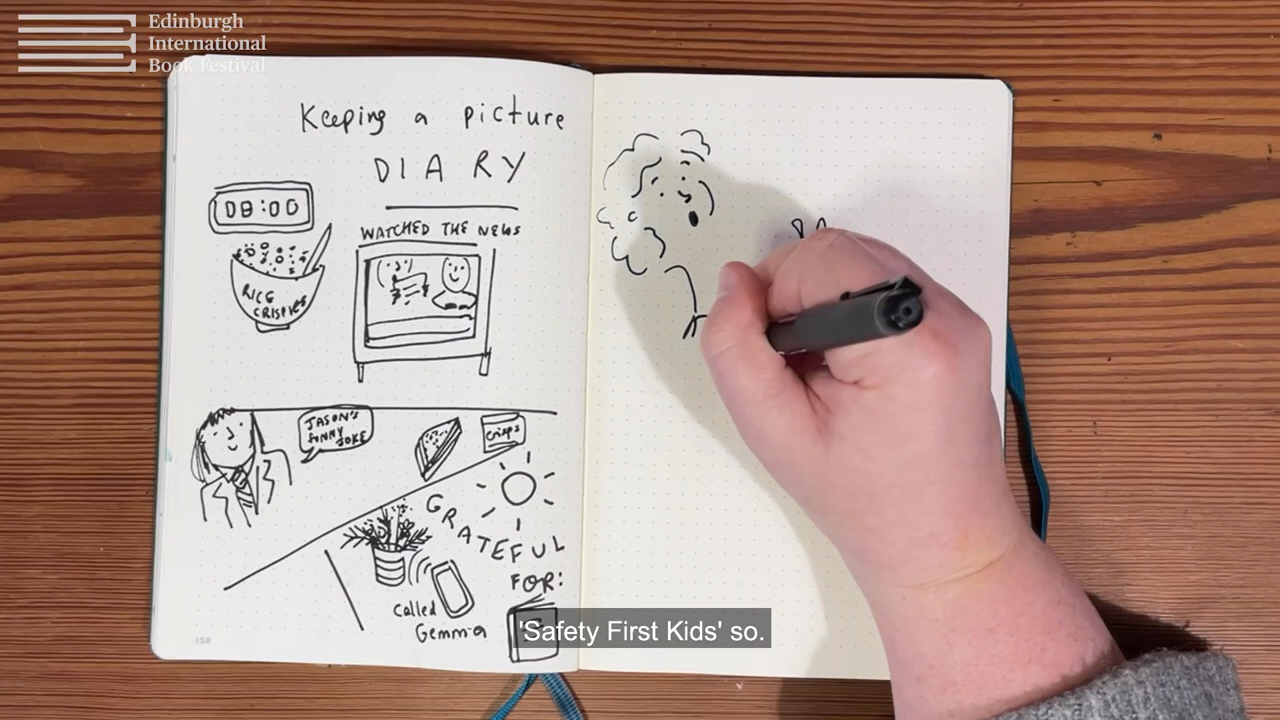 Edinburgh
International
Book Festival
Keeping a picture
DIARY
08:00
WATCHED THE NEWS
RICE
CRISPIES
JASON'S
FUNNY
JOKE
crisps
GRATEFUL
FOR:
called
Gemma
158
'Safety First Kids' so.